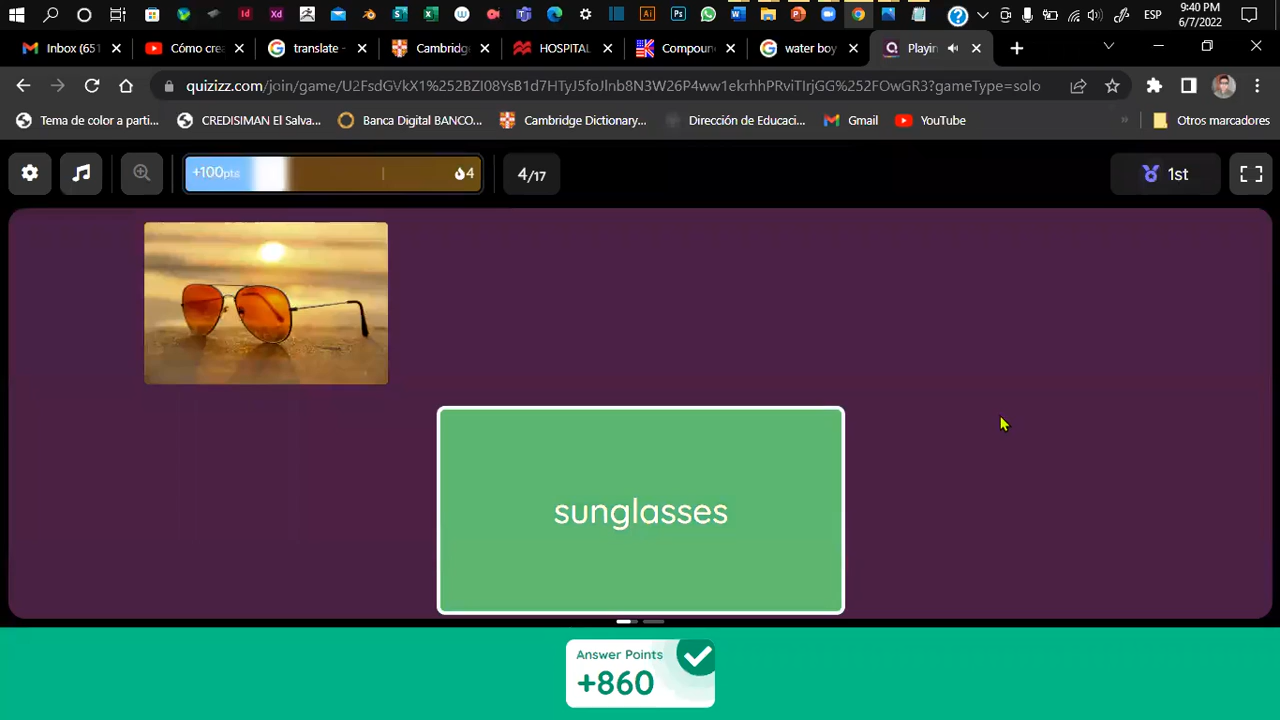 9:40 PM
ESP
6/7/2022
Inbox (651
Cómo crea
translate -
Cambridg
HOSPITAL
Compoun
water boy
Playin
quizizz.com/join/game/U2FsdGVkX1%252BZI08YsB1d7HTyJ5foJlnb8N3W26P4ww1ekrhhPRviTIrjGG%252FOwGR3?gameType=solo
Tema de color a parti...
CREDISIMAN El Salva...
Banca Digital BANCO...
Cambridge Dictionary...
Dirección de Educaci...
Gmail
YouTube
»
Otros marcadores
+100pts
4
4/17
1st
sunglasses
Answer Points
+860